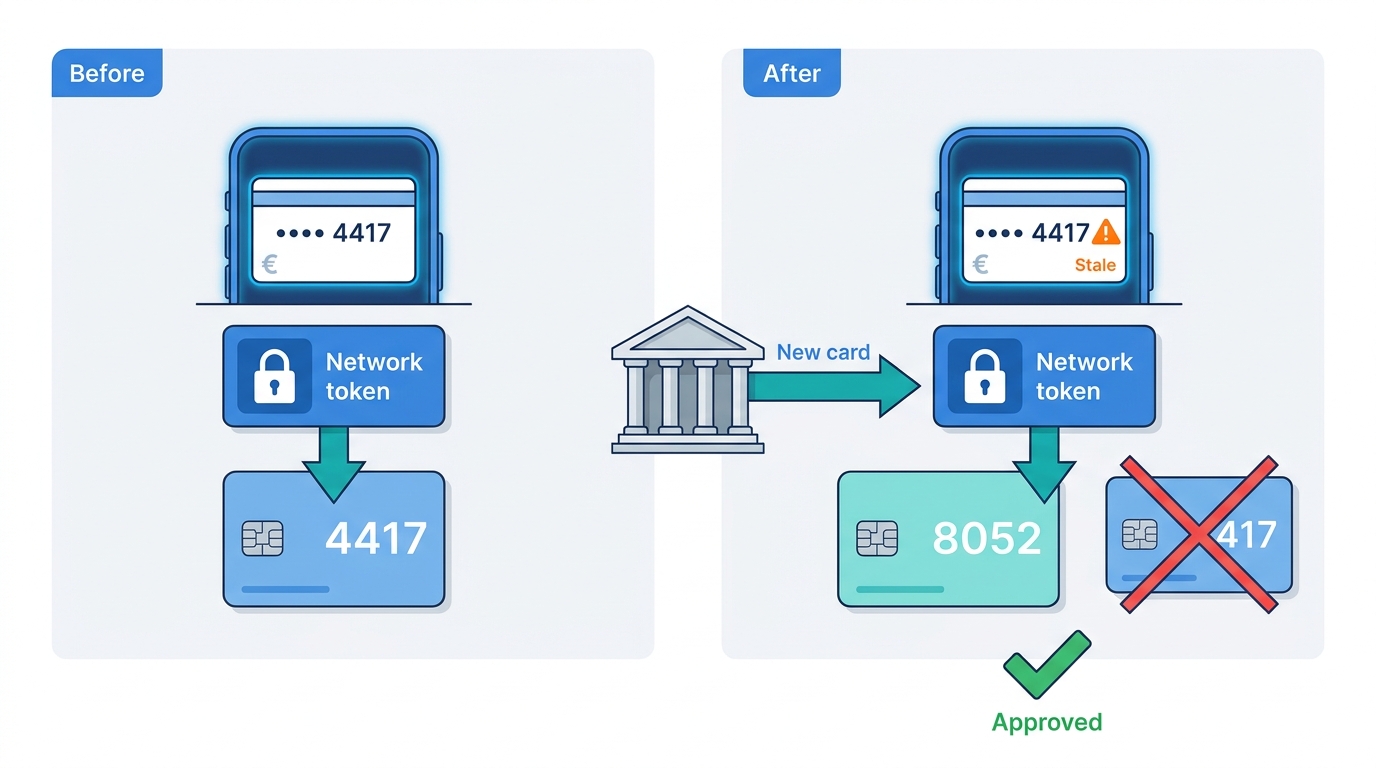 Before
•••• 4417
€
Network
token
4417
After
•••• 4417
€
Stale
New card
Network
token
8052
417
Approved